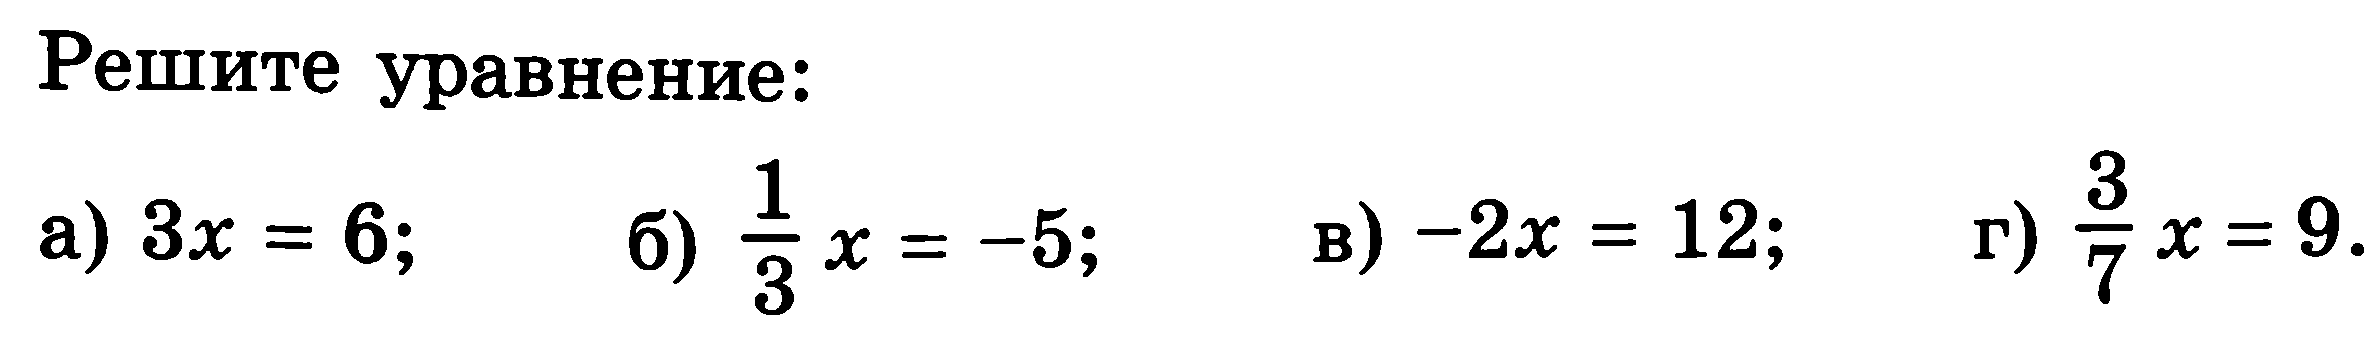 Решите уравнение:
а) 3x = 6; б) 1/3 x = −5; в) −2x = 12; г) 3/7 x = 9.